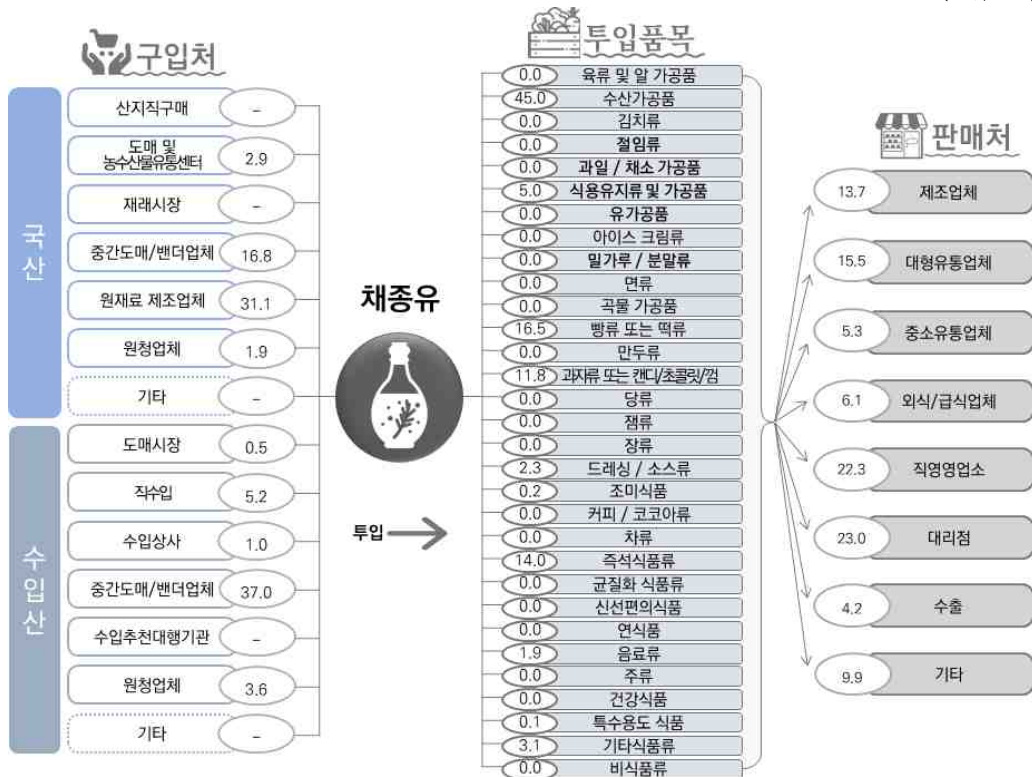 구입처
국산
산지직구매 -
도매 및
농수산물유통센터 2.9
재래시장 -
중간도매/밴더업체 16.8
원재료 제조업체 31.1
원청업체 1.9
기타 -
수입산
도매시장 0.5
직수입 5.2
수입상사 1.0
중간도매/밴더업체 37.0
수입추천대행기관 -
원청업체 3.6
기타 -
채종유
투입
투입품목
0.0 육류 및 알 가공품
45.0 수산가공품
0.0 김치류
0.0 절임류
0.0 과일 / 채소 가공품
5.0 식용유지류 및 가공품
0.0 유가공품
0.0 아이스 크림류
0.0 밀가루 / 분말류
0.0 면류
0.0 곡물 가공품
16.5 빵류 또는 떡류
0.0 만두류
11.8 과자류 또는 캔디/초콜릿/껌
0.0 당류
0.0 잼류
0.0 장류
2.3 드레싱 / 소스류
0.2 조미식품
0.0 커피 / 코코아류
0.0 차류
14.0 즉석식품류
0.0 균질화 식품류
0.0 신선편의식품
0.0 연식품
1.9 음료류
0.0 주류
0.0 건강식품
0.1 특수용도 식품
3.1 기타식품류
0.0 비식품류
판매처
13.7 제조업체
15.5 대형유통업체
5.3 중소유통업체
6.1 외식/급식업체
22.3 직영영업소
23.0 대리점
4.2 수출
9.9 기타